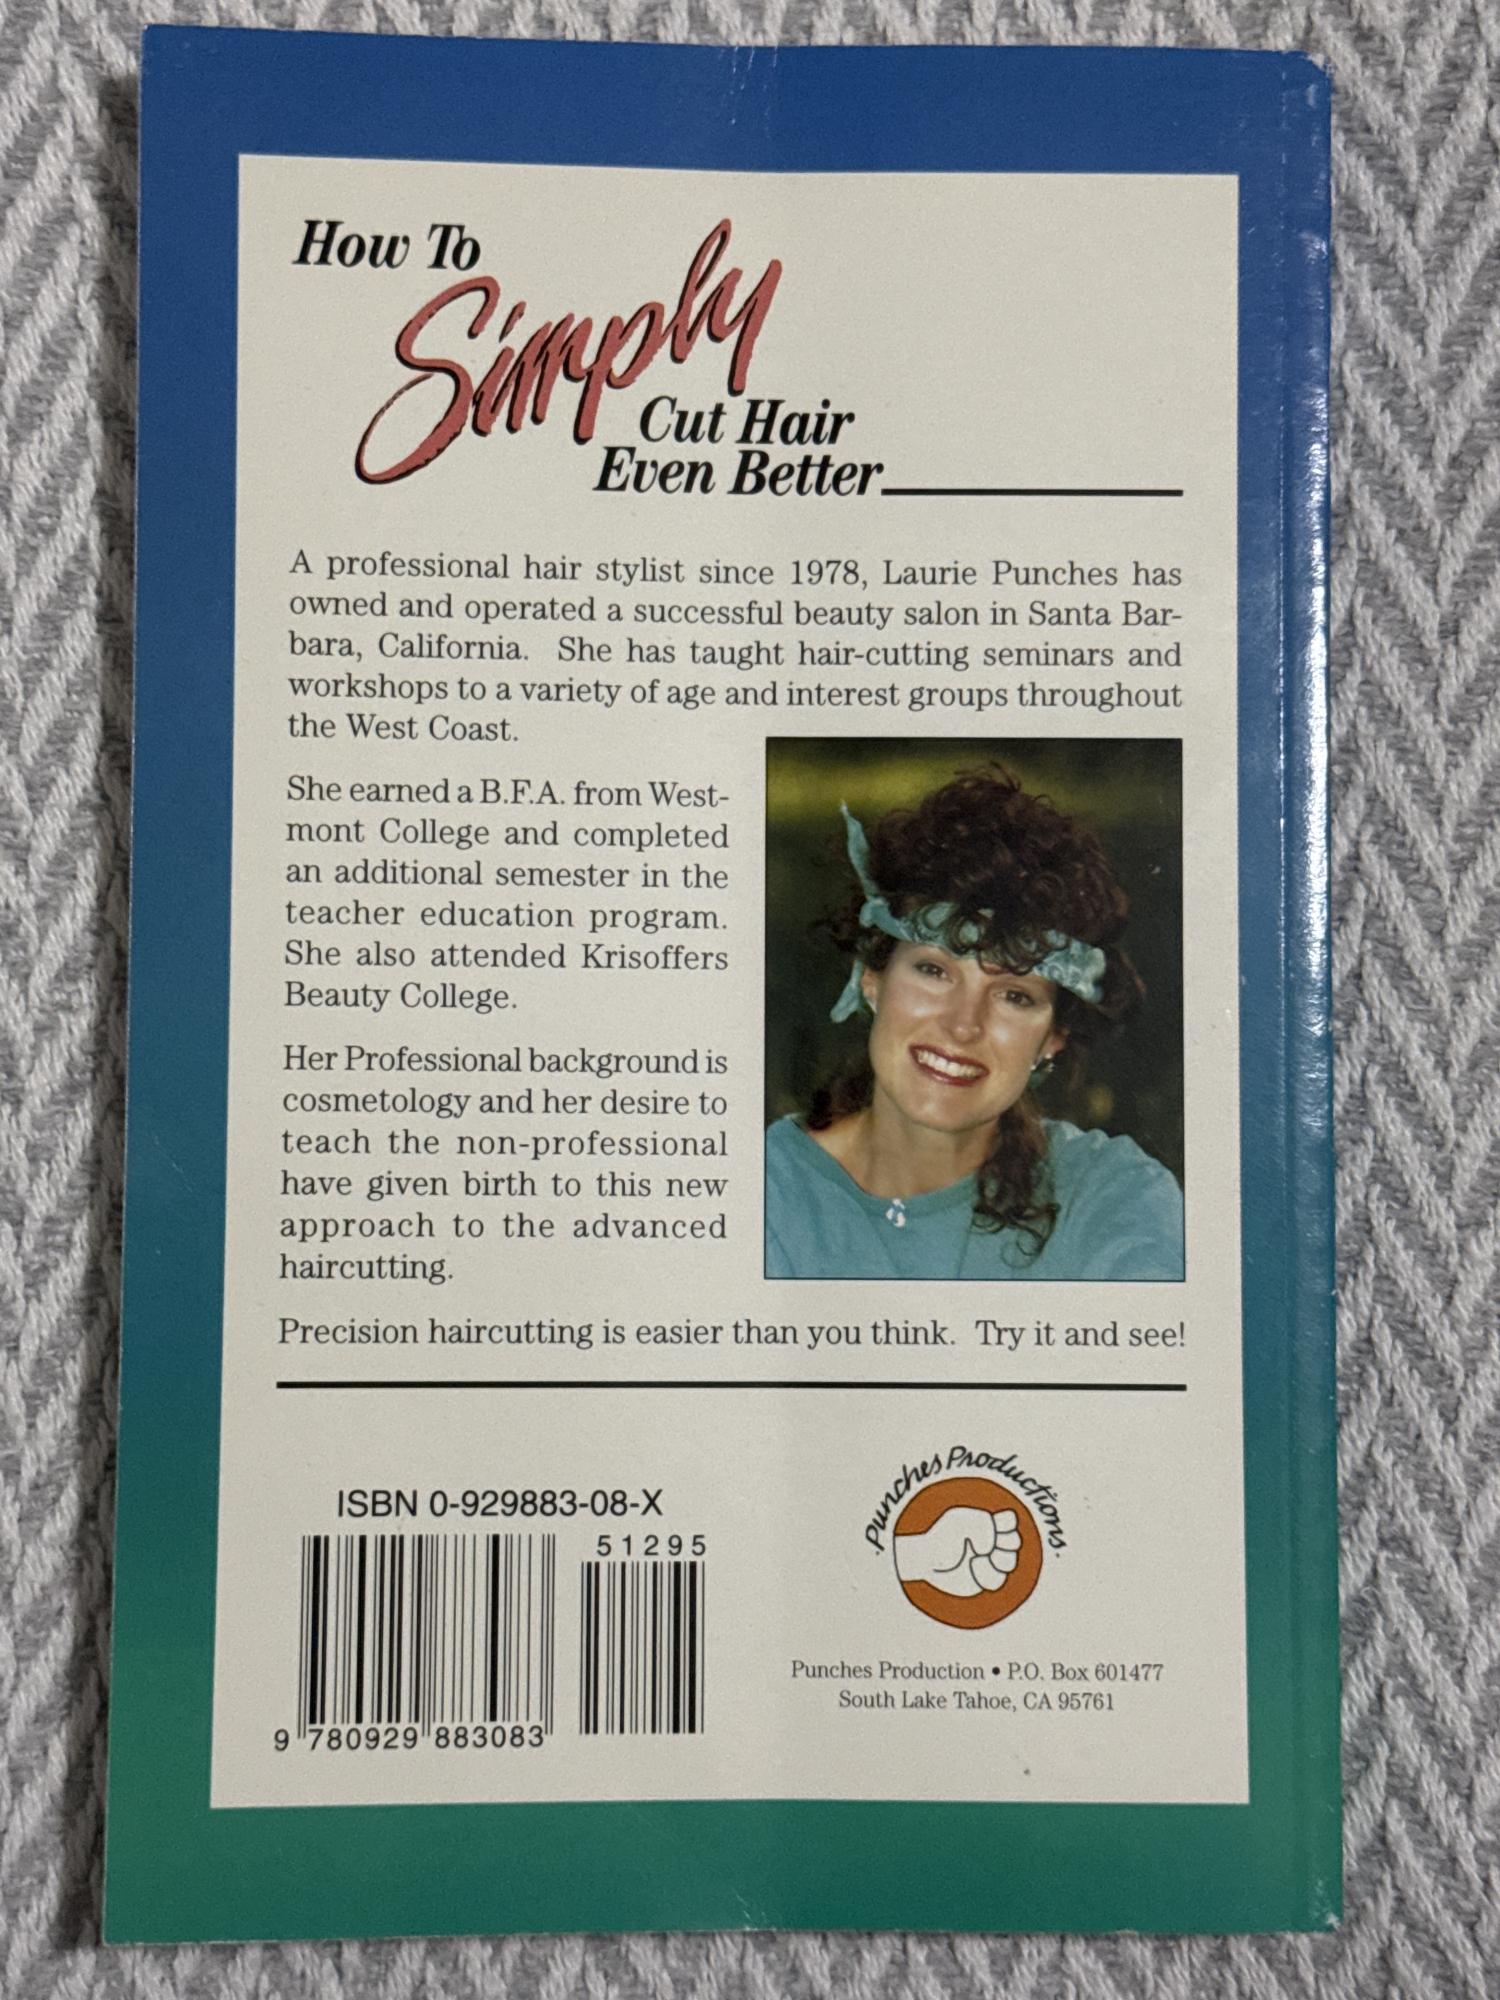 How To
Simply
Cut Hair
Even Better
A professional hair stylist since 1978, Laurie Punches has
owned and operated a successful beauty salon in Santa Bar-
bara, California. She has taught hair-cutting seminars and
workshops to a variety of age and interest groups throughout
the West Coast.
She earned a B.F.A. from West-
mont College and completed
an additional semester in the
teacher education program.
She also attended Krisoffers
Beauty College.
Her Professional background is
cosmetology and her desire to
teach the non-professional
have given birth to this new
approach to the advanced
haircutting.
Precision haircutting is easier than you think. Try it and see!
ISBN 0-929883-08-X
51295
9 780929 883083
·Punches Productions·
Punches Production • P.O. Box 601477
South Lake Tahoe, CA 95761